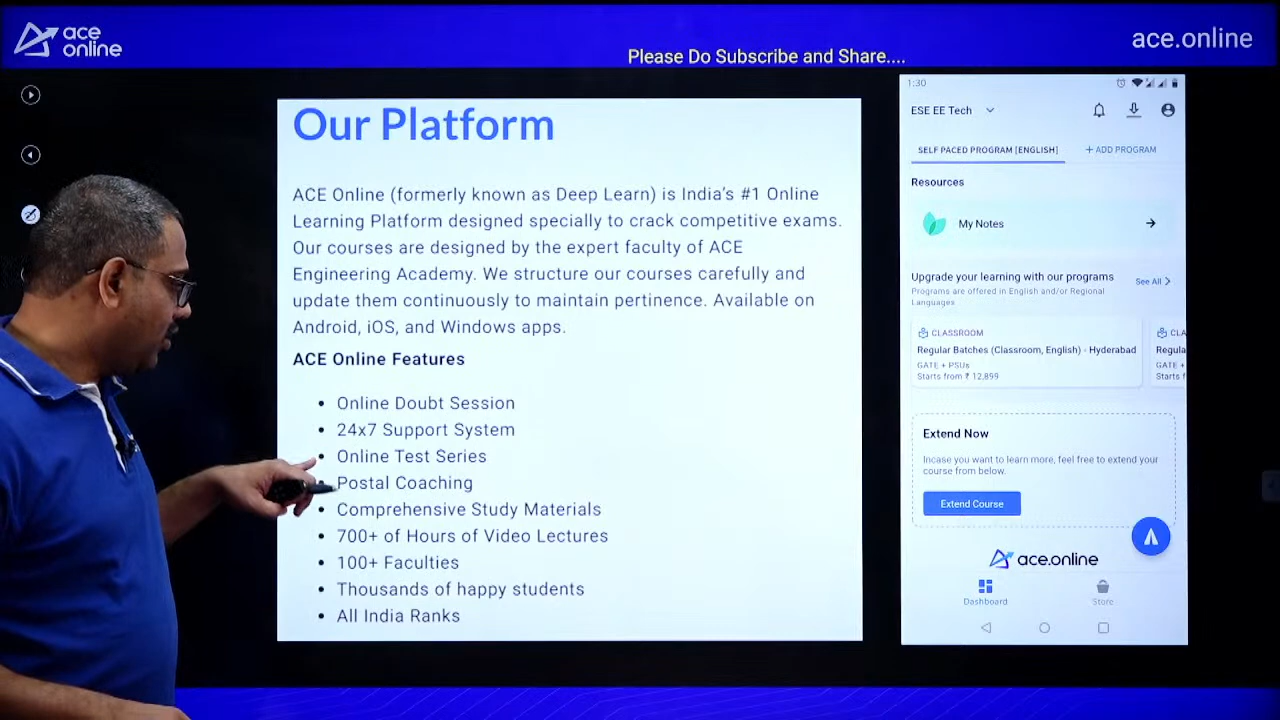 ace
online
Please Do Subscribe and Share....
ace.online
Our Platform
ACE Online (formerly known as Deep Learn) is India's #1 Online
Learning Platform designed specially to crack competitive exams.
Our courses are designed by the expert faculty of ACE
Engineering Academy. We structure our courses carefully and
update them continuously to maintain pertinence. Available on
Android, iOS, and Windows apps.
ACE Online Features
• Online Doubt Session
• 24x7 Support System
• Online Test Series
• Postal Coaching
• Comprehensive Study Materials
• 700+ of Hours of Video Lectures
• 100+ Faculties
• Thousands of happy students
• All India Ranks
1:30
ESE EE Tech
SELF PACED PROGRAM [ENGLISH]
+ ADD PROGRAM
Resources
My Notes
Upgrade your learning with our programs
See All
Programs are offered in English and/or Regional
Languages
CLASSROOM
Regular Batches (Classroom, English) - Hyderabad
GATE + PSUs
Starts from ₹ 12,899
CLA
Regula
GATE +
Starts f
Extend Now
Incase you want to learn more, feel free to extend your
course from below.
Extend Course
ace.online
Dashboard
Store